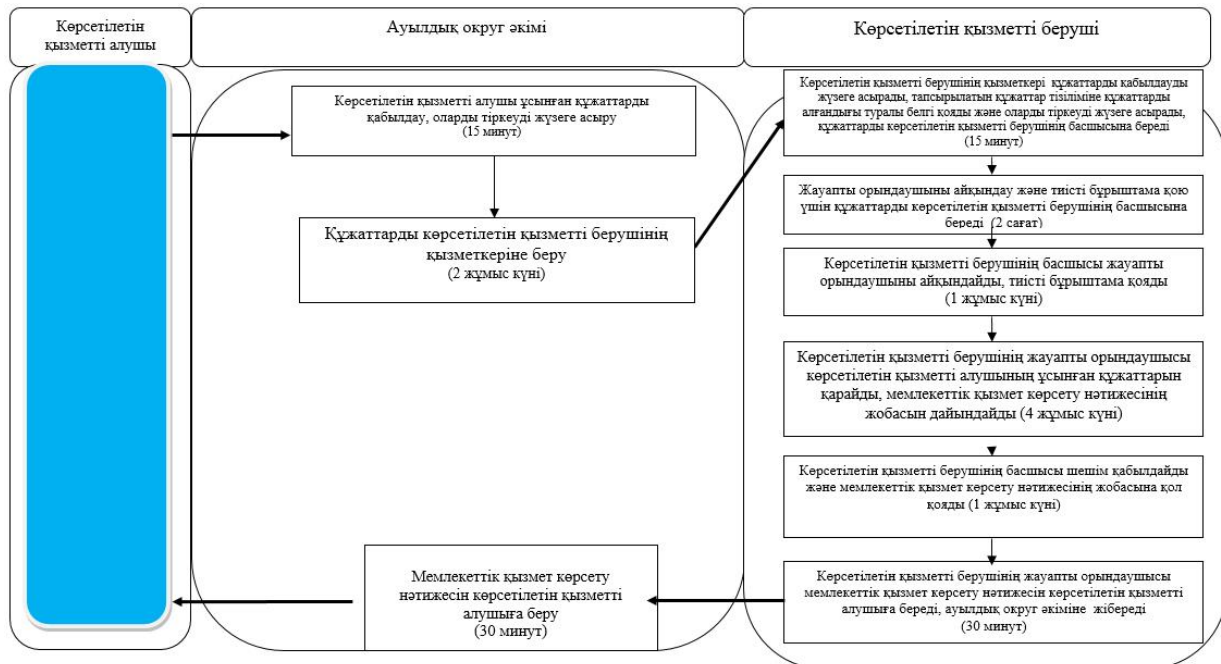 Көрсетілетін
қызметті алушы
Ауылдық округ әкімі
Көрсетілетін қызметті беруші
Көрсетілетін қызметті алушы ұсынған құжаттарды
қабылдау, оларды тіркеуді жүзеге асыру
(15 минут)
Құжаттарды көрсетілетін қызметті берушінің
қызметкеріне беру
(2 жұмыс күні)
Көрсетілетін қызметті берушінің қызметкері құжаттарды қабылдауды
жүзеге асырады, тапсырылатын құжаттар тізіліміне құжаттарды
алғандығы туралы белгі қояды және оларды тіркеуді жүзеге асырады,
құжаттарды көрсетілетін қызметті берушінің басшысына береді
(15 минут)
Жауапты орындаушыны айқындау және тиісті бұрыштама қою
үшін құжаттарды көрсетілетін қызметті берушінің басшысына
береді (2 сағат)
Көрсетілетін қызметті берушінің басшысы жауапты
орындаушыны айқындайды, тиісті бұрыштама қояды
(1 жұмыс күні)
Көрсетілетін қызметті берушінің жауапты орындаушысы
көрсетілетін қызметті алушының ұсынған құжаттарын
қарайды, мемлекеттік қызмет көрсету нәтижесінің
жобасын дайындайды (4 жұмыс күні)
Көрсетілетін қызметті берушінің басшысы шешім қабылдайды
және мемлекеттік қызмет көрсету нәтижесінің жобасына қол
қояды (1 жұмыс күні)
Көрсетілетін қызметті берушінің жауапты орындаушысы
мемлекеттік қызмет көрсету нәтижесін көрсетілетін қызметті
алушыға береді, ауылдық округ әкіміне жібереді
(30 минут)
Мемлекеттік қызмет көрсету
нәтижесін көрсетілетін қызметті
алушыға беру
(30 минут)